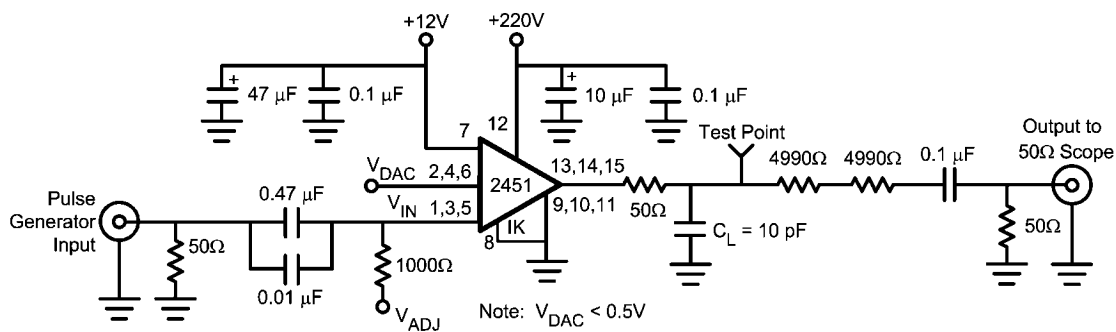 +12V
+220V
+
47 µF
0.1 µF
+
10 µF
0.1 µF
7
12
Test Point
Output to
50Ω Scope
V_DAC
2,4,6
2451
13,14,15
4990Ω
4990Ω
0.1 µF
Pulse
Generator
Input
0.47 µF
V_IN
1,3,5
9,10,11
50Ω
8
IK
50Ω
0.01 µF
1000Ω
C_L = 10 pF
50Ω
V_ADJ
Note: V_DAC < 0.5V